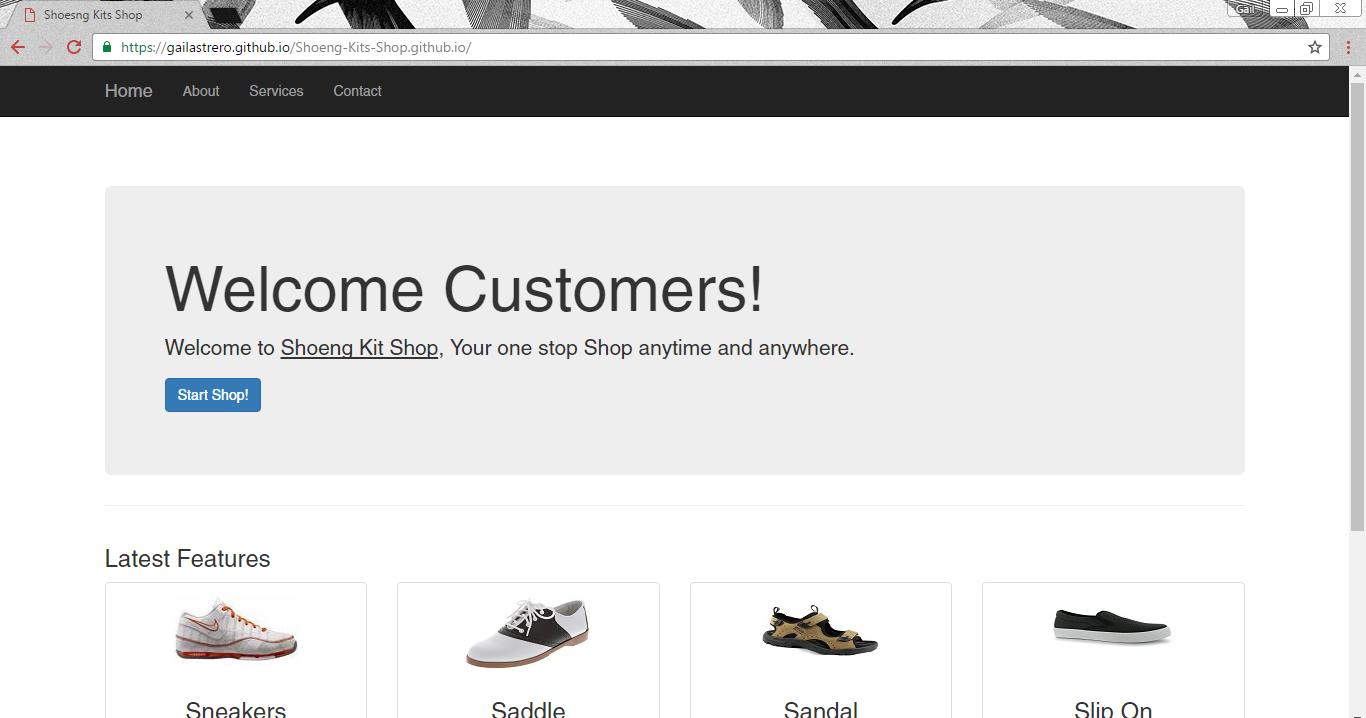 Shoesng Kits Shop
Gail
https://gailastrero.github.io/Shoeng-Kits-Shop.github.io/
Home About Services Contact
Welcome Customers!
Welcome to Shoeng Kit Shop, Your one stop Shop anytime and anywhere.
Start Shop!
Latest Features
Sneakers Saddle Sandal Slip On